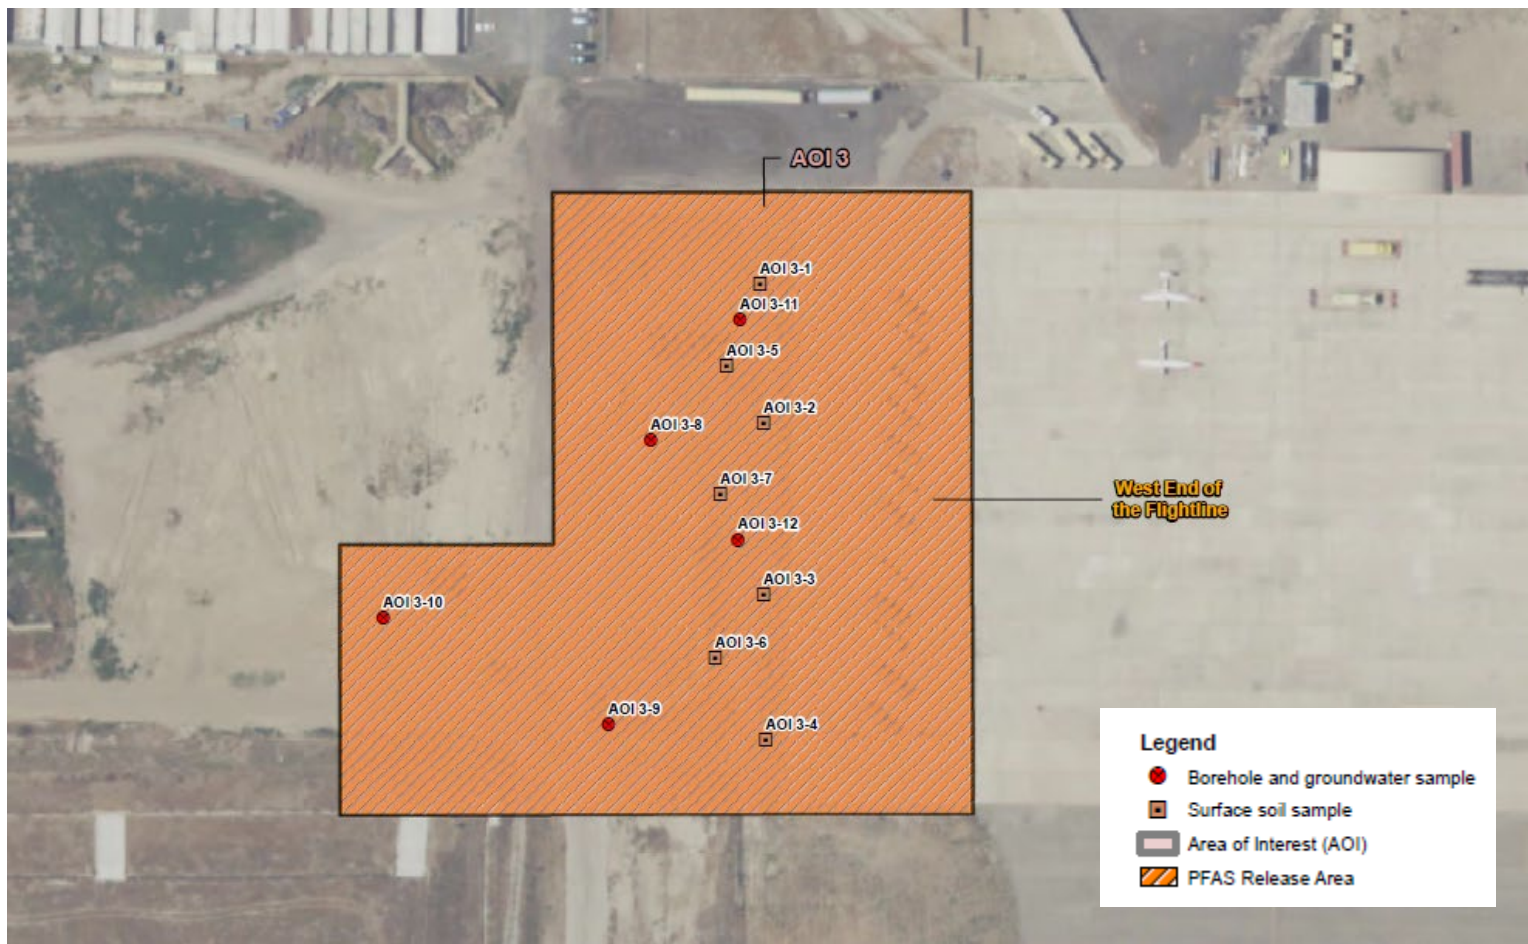 AOI 3
AOI 3-1
AOI 3-11
AOI 3-5
AOI 3-2
AOI 3-8
AOI 3-7
AOI 3-12
AOI 3-3
AOI 3-10
AOI 3-6
AOI 3-9
AOI 3-4
West End of
the Flightline
Legend
Borehole and groundwater sample
Surface soil sample
Area of Interest (AOI)
PFAS Release Area